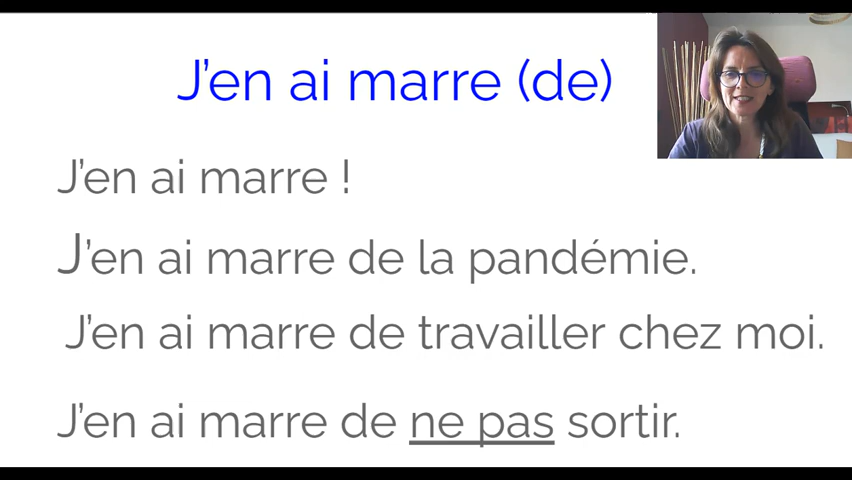 J'en ai marre (de)
J'en ai marre !
J'en ai marre de la pandémie.
J'en ai marre de travailler chez moi.
J'en ai marre de ne pas sortir.